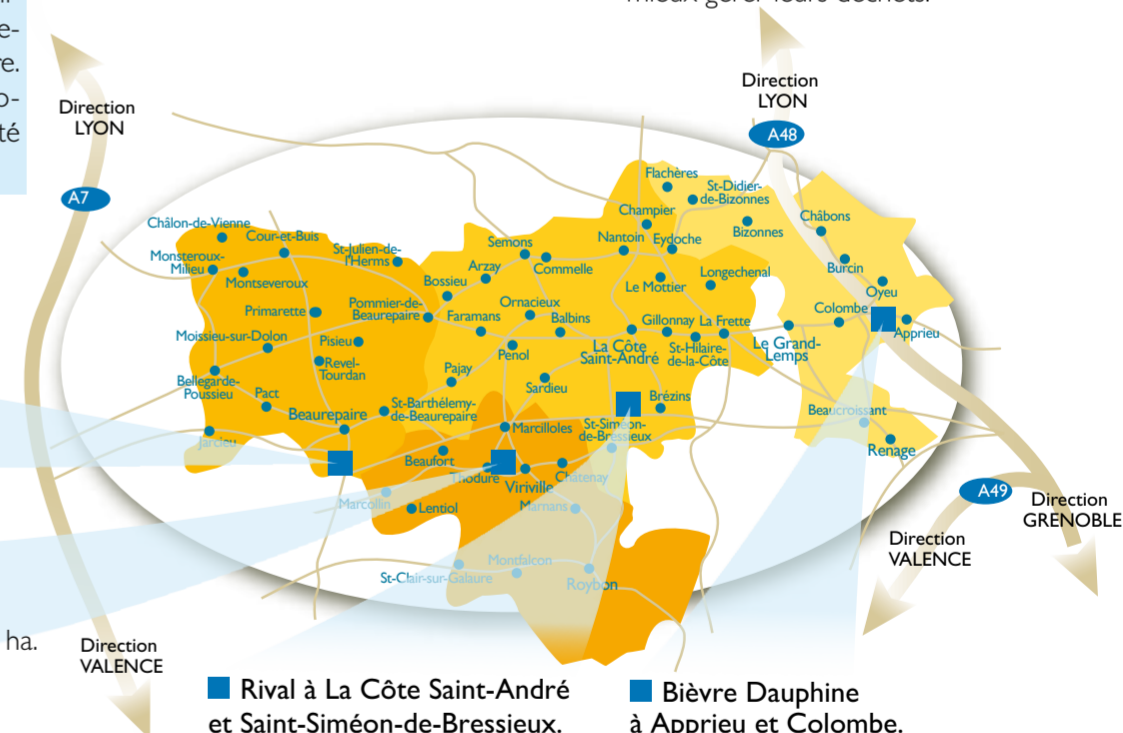 e-
re.
o-
té
mieux gérer leurs déchets.
Direction
LYON
Direction
LYON
A48
A7
Flachères
St-Didier-
de-Bizonnes
Châlon-de-Vienne
Champier
Châbons
Cour-et-Buis
Bizonnes
Semons
Nantoin
Eydoche
St-Julien-de-
l'Herms
Monsteroux-
Milieu
Arzay
Commelle
Burcin
Longechenal
Montseveroux
Bossieu
Le Mottier
Oyeu
Pommier-de-
Beaurepaire
Ornacieux
Primarette
Faramans
Balbins
Gillonnay
La Frette
Colombe
Apprieu
Moissieu-sur-Dolon
Pisieu
Penol
La Côte
Saint-André
St-Hilaire-
de-la-Côte
Le Grand-
Lemps
Revel-
Tourdan
Pajay
Bellegarde-
Poussieu
Sardieu
Pact
Brézins
St-Barthélemy-
de-Beaurepaire
Beaurepaire
Beaucroissant
Marcilloles
St-Siméon-
de-Bressieux
Jarcieu
Renage
Beaufort
Thodure
Viriville
Châtenay
Marcollin
Lentiol
Marnans
A49
Direction
GRENOBLE
Direction
VALENCE
Montfalcon
St-Clair-sur-Galaure
Roybon
ha.
Direction
VALENCE
Rival à La Côte Saint-André
et Saint-Siméon-de-Bressieux.
Bièvre Dauphine
à Apprieu et Colombe.